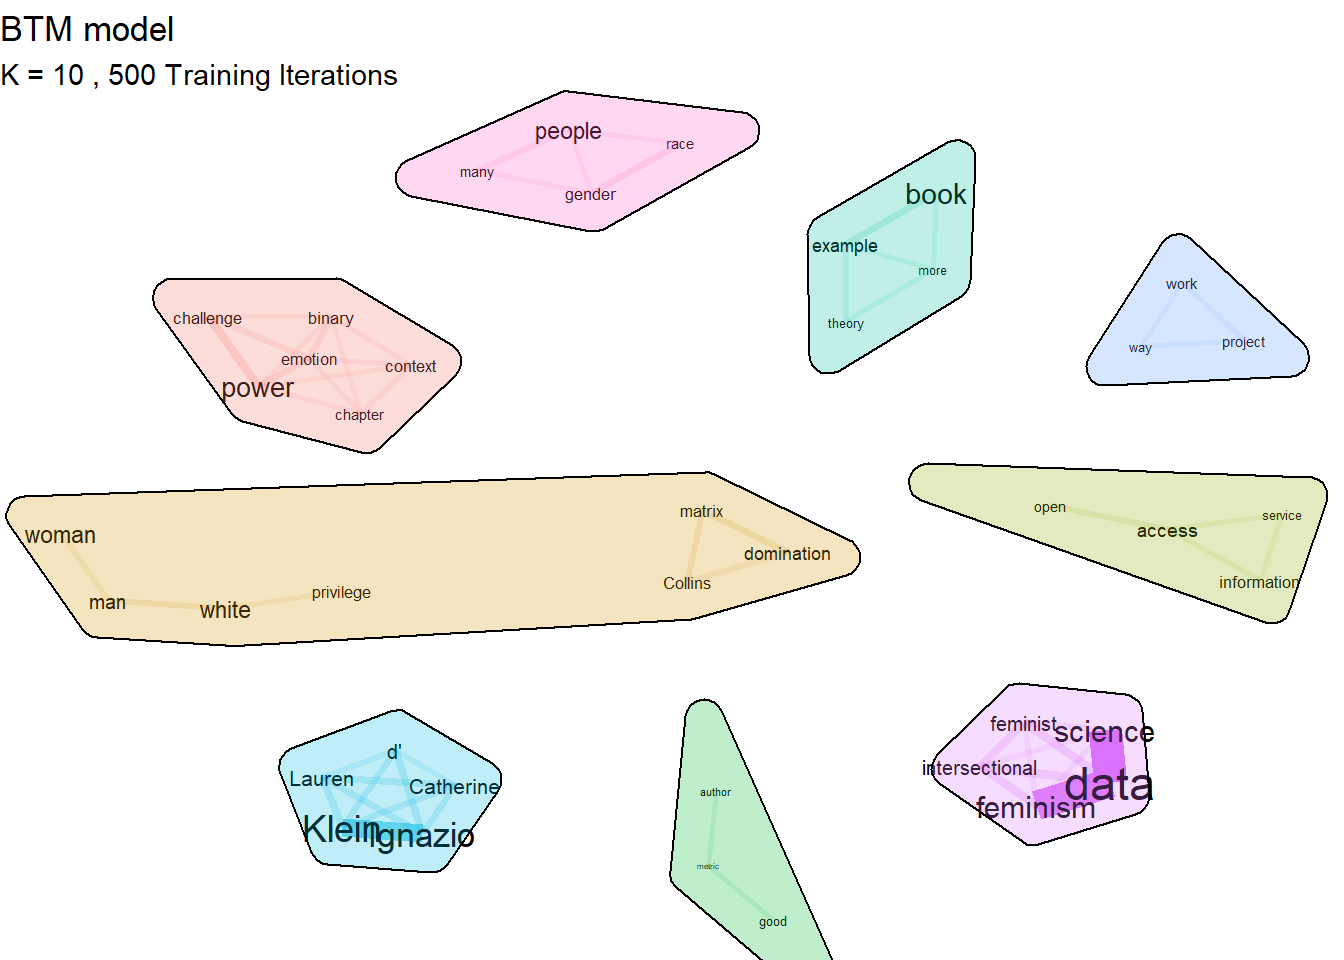 BTM model
K = 10 , 500 Training Iterations
people
race
many
gender
book
example
more
theory
work
way
project
challenge
binary
emotion
context
power
chapter
woman
man
white
privilege
matrix
domination
Collins
open
access
service
information
d'
Lauren
Catherine
Klein
Ignazio
author
metric
good
feminist
science
intersectional
data
feminism